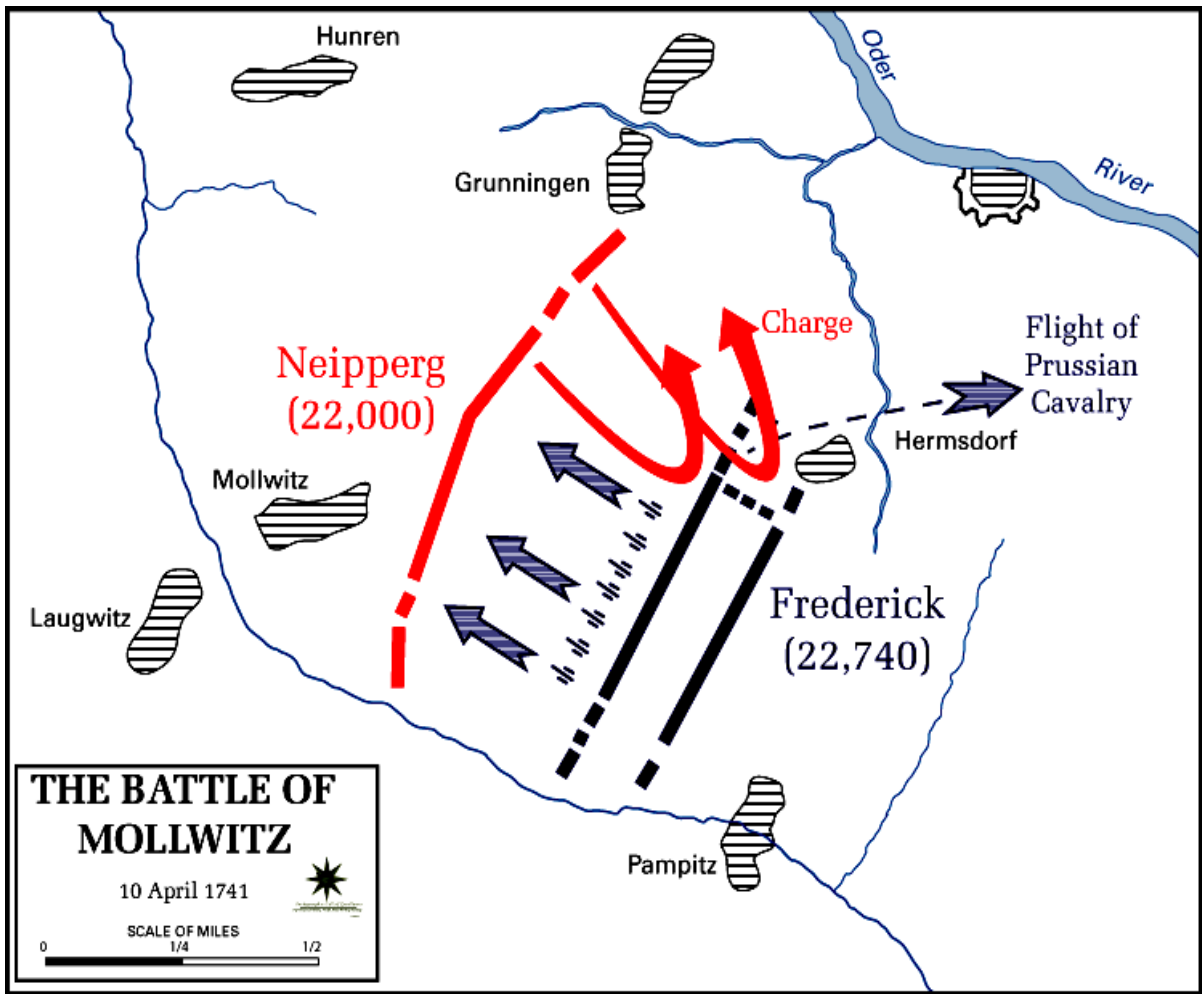 Hunren
Oder
River
Grunningen
Charge
Flight of
Prussian
Cavalry
Neipperg
(22,000)
Hermsdorf
Mollwitz
Laugwitz
Frederick
(22,740)
Pampitz
THE BATTLE OF
MOLLWITZ
10 April 1741
SCALE OF MILES
0 1/4 1/2